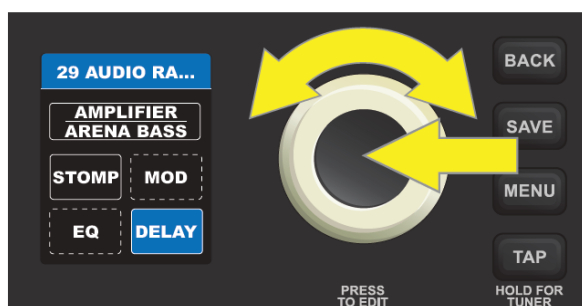 29 AUDIO RA...
AMPLIFIER
ARENA BASS
STOMP
MOD
EQ
DELAY
BACK
SAVE
MENU
TAP
PRESS
TO EDIT
HOLD FOR
TUNER